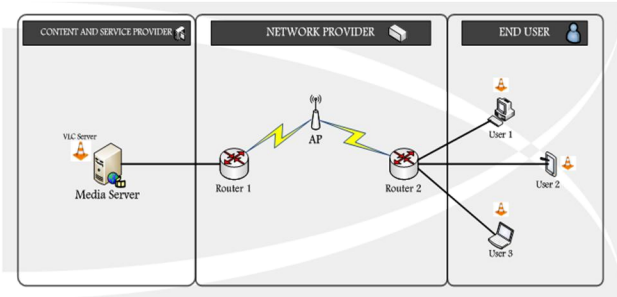 CONTENT AND SERVICE PROVIDER
NETWORK PROVIDER
END USER
VLC Server
Media Server
Router 1
AP
Router 2
User 1
User 2
User 3